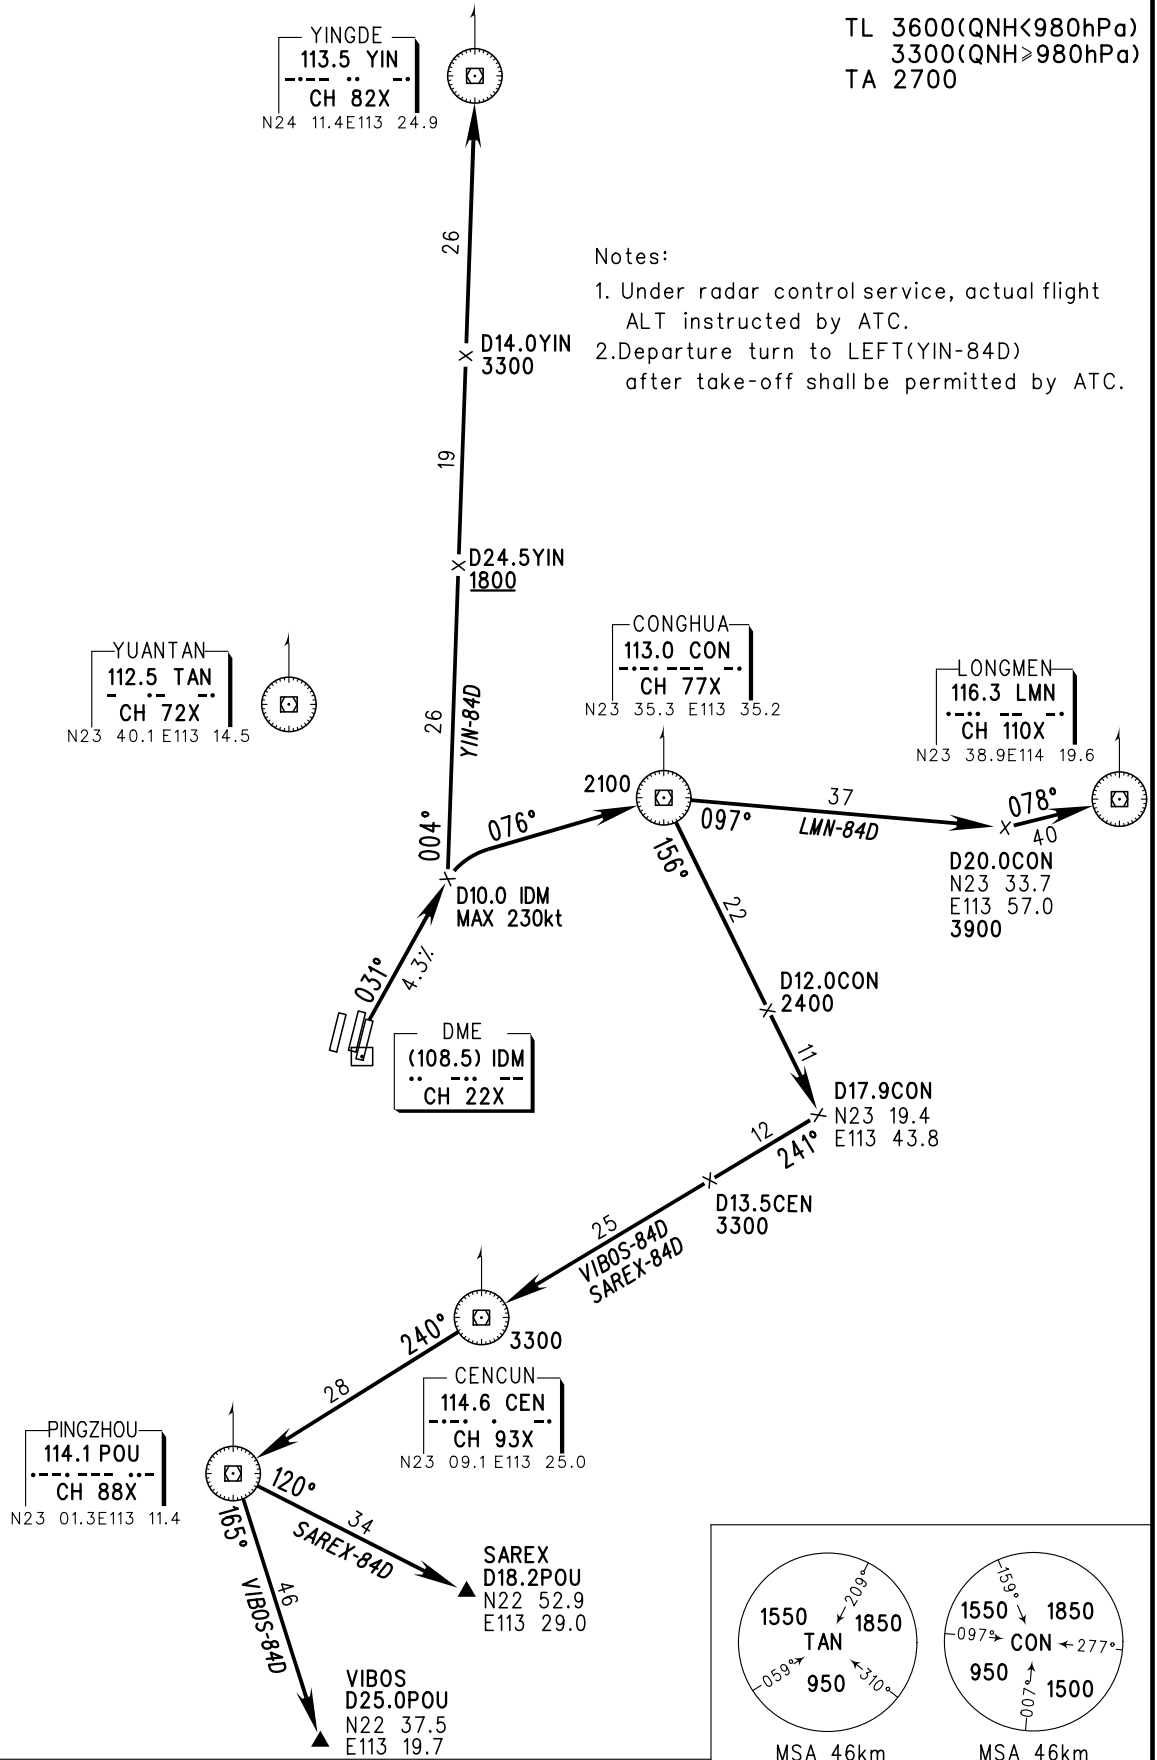 TL 3600(QNH<980hPa)
3300(QNH≥980hPa)
TA 2700
YINGDE
113.5 YIN
-.-- .. -.
CH 82X
N24 11.4E113 24.9
26
Notes:
1. Under radar control service, actual flight
ALT instructed by ATC.
2.Departure turn to LEFT(YIN-84D)
after take-off shall be permitted by ATC.
D14.0YIN
3300
19
D24.5YIN
1800
YUANTAN
112.5 TAN
- .- -.
CH 72X
N23 40.1 E113 14.5
26
YIN-84D
004°
CONGHUA
113.0 CON
-.-. --- -.
CH 77X
N23 35.3 E113 35.2
LONGMEN
116.3 LMN
.-.. -- -.
CH 110X
N23 38.9E114 19.6
2100
076°
37
097°
LMN-84D
078°
40
D20.0CON
N23 33.7
E113 57.0
3900
156°
22
D10.0 IDM
MAX 230kt
031°
4.3%
DME
(108.5) IDM
.. -.. --
CH 22X
D12.0CON
2400
11
D17.9CON
N23 19.4
E113 43.8
12
241°
D13.5CEN
3300
25
VIBOS-84D
SAREX-84D
240°
3300
28
CENCUN
114.6 CEN
-.-. . -.
CH 93X
N23 09.1 E113 25.0
PINGZHOU
114.1 POU
.--. --- ..-
CH 88X
N23 01.3E113 11.4
120°
34
SAREX-84D
165°
46
VIBOS-84D
SAREX
D18.2POU
N22 52.9
E113 29.0
VIBOS
D25.0POU
N22 37.5
E113 19.7
209°
1550
1850
TAN
059°
310°
950
MSA 46km
159°
1550
1850
097°
CON
277°
950
1500
007°
MSA 46km